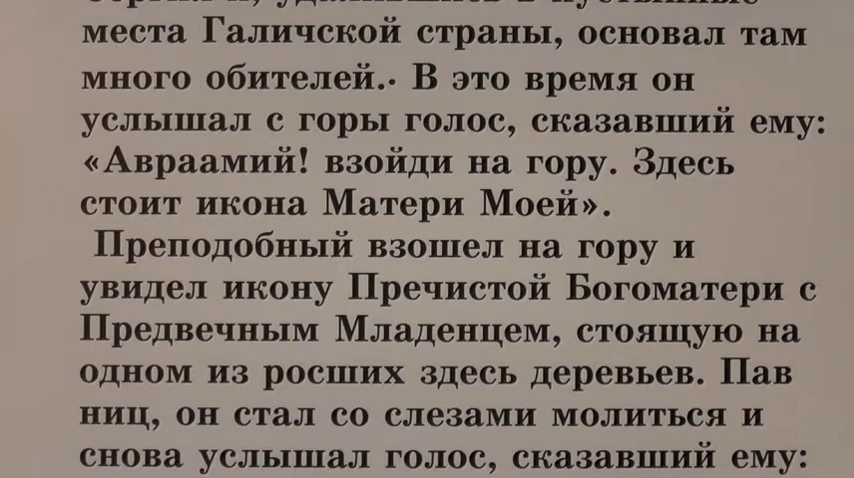 места Галичской страны, основал там
много обителей.· В это время он
услышал с горы голос, сказавший ему:
«Авраамий! взойди на гору. Здесь
стоит икона Матери Моей».
Преподобный взошел на гору и
увидел икону Пречистой Богоматери с
Предвечным Младенцем, стоящую на
одном из росших здесь деревьев. Пав
ниц, он стал со слезами молиться и
снова услышал голос, сказавший ему: